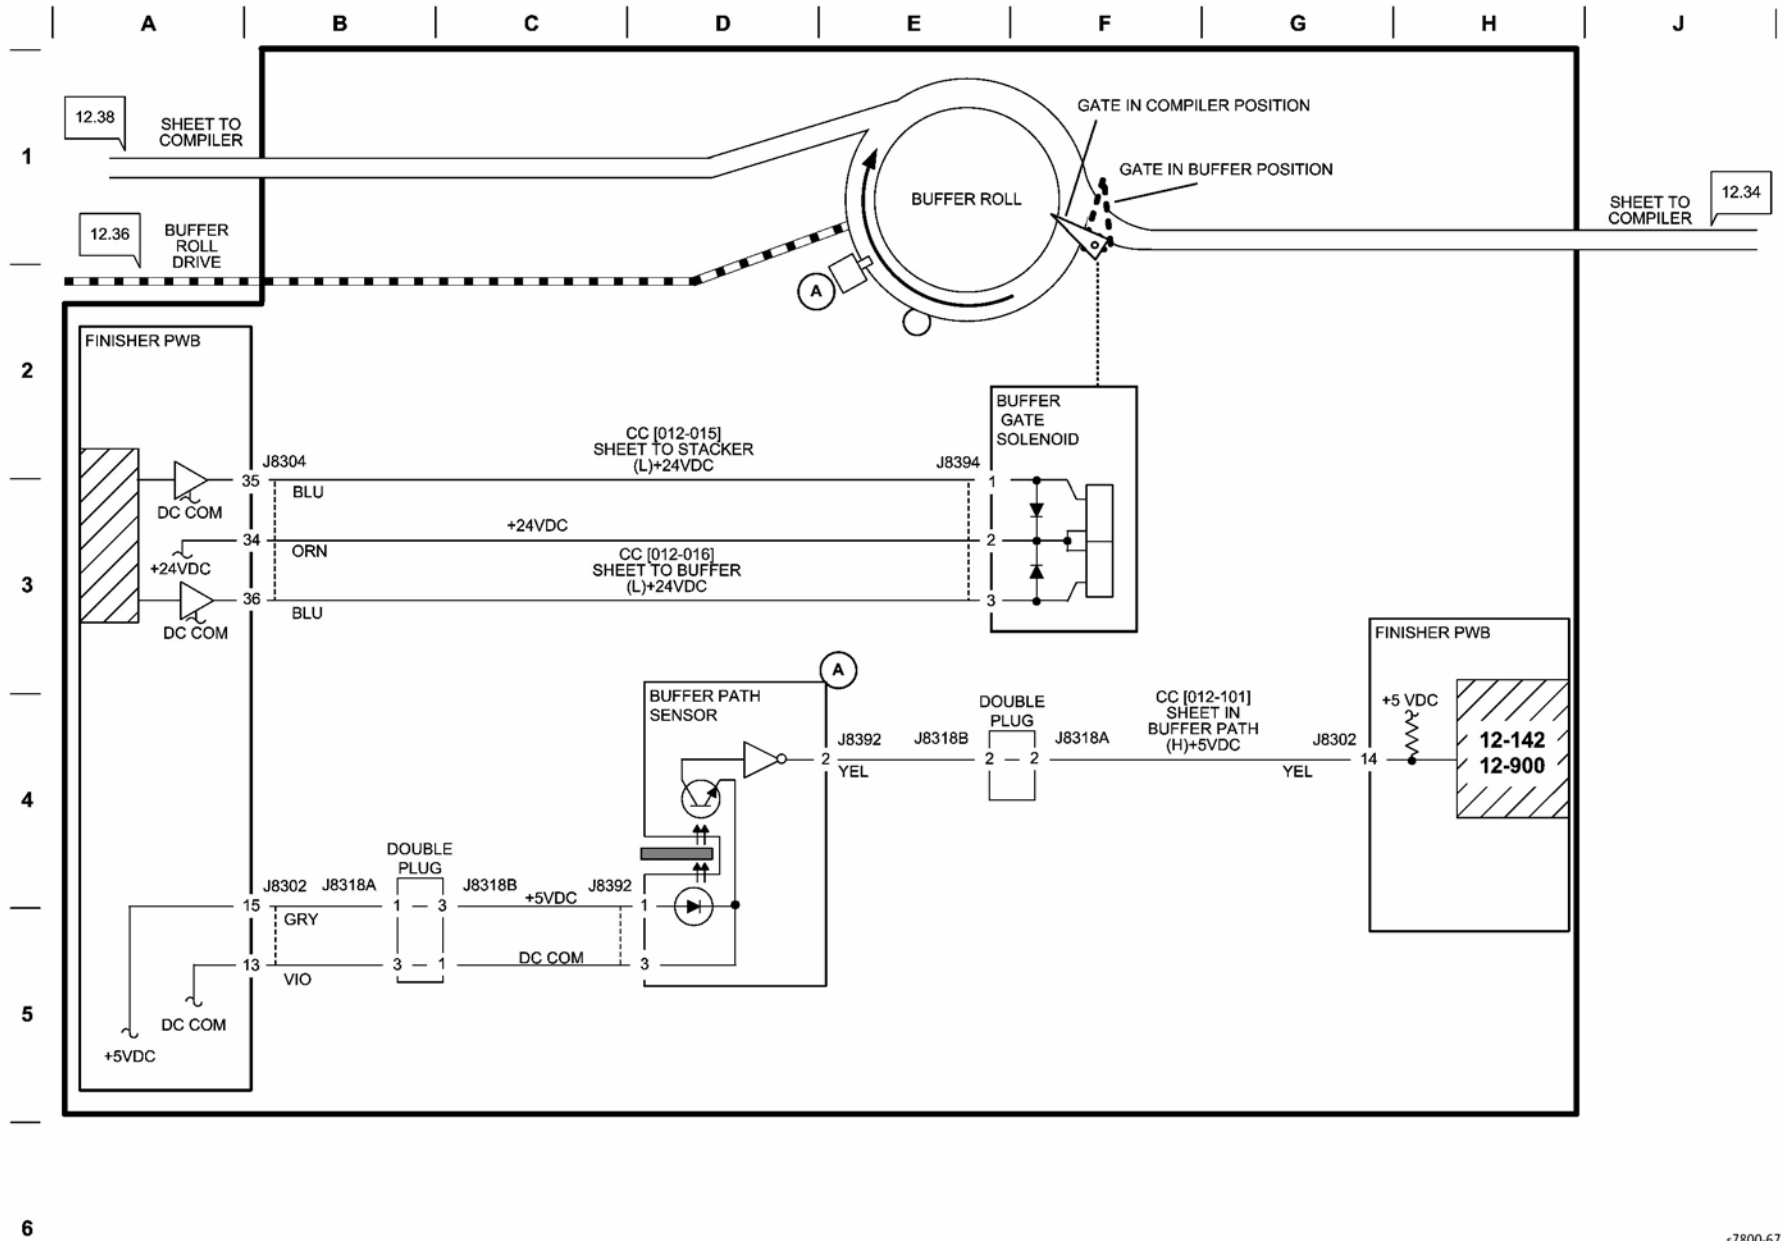 A B C D E F G H J
1
12.38
SHEET TO
COMPILER
GATE IN COMPILER POSITION
GATE IN BUFFER POSITION
BUFFER ROLL
SHEET TO
COMPILER
12.34
12.36
BUFFER
ROLL
DRIVE
A
2
FINISHER PWB
BUFFER
GATE
SOLENOID
CC [012-015]
SHEET TO STACKER
(L)+24VDC
J8304
J8394
35
BLU
1
DC COM
+24VDC
34
ORN
2
3
+24VDC
CC [012-016]
SHEET TO BUFFER
(L)+24VDC
36
BLU
3
DC COM
FINISHER PWB
A
BUFFER PATH
SENSOR
DOUBLE
PLUG
CC [012-101]
SHEET IN
BUFFER PATH
(H)+5VDC
+5 VDC
J8392
J8318B
J8318A
J8302
12-142
12-900
2
YEL
2
2
YEL
14
4
DOUBLE
PLUG
J8302
J8318A
J8318B
J8392
+5VDC
15
GRY
1
3
1
13
VIO
3
1
DC COM
3
5
DC COM
+5VDC
6
s7800-67